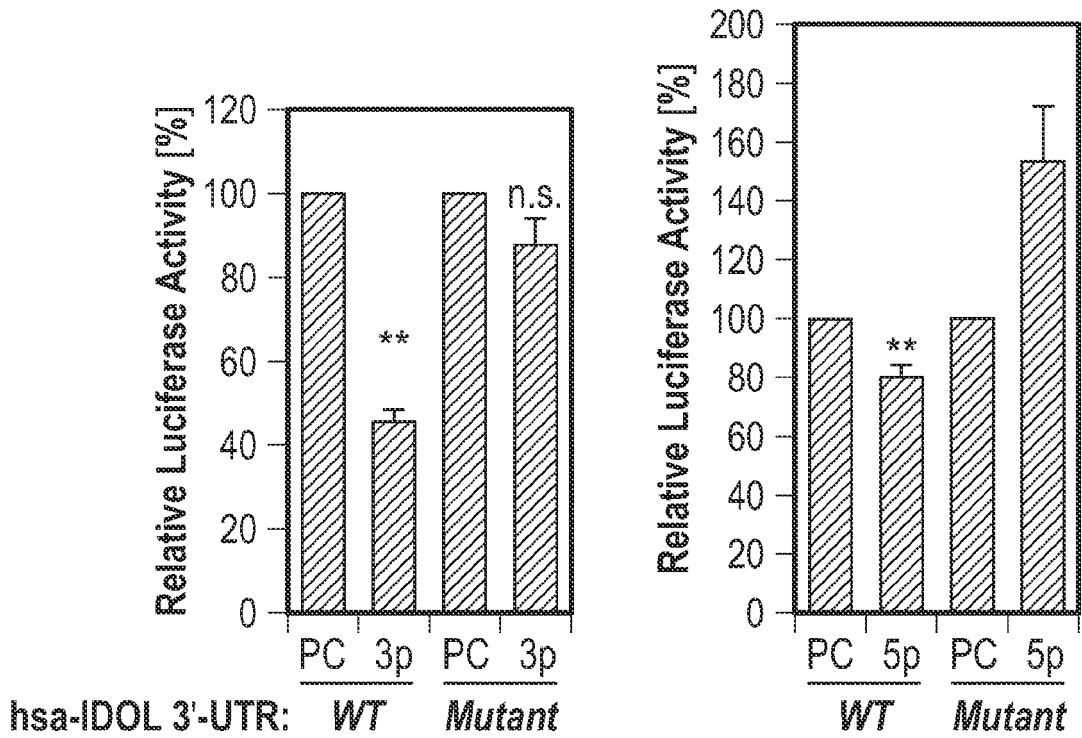 Relative Luciferase Activity [%]
120
100
80
60
40
20
0
**
n.s.
PC 3p PC 3p
hsa-IDOL 3'-UTR: WT Mutant
Relative Luciferase Activity [%]
200
180
160
140
120
100
80
60
40
20
0
**
PC 5p PC 5p
WT Mutant